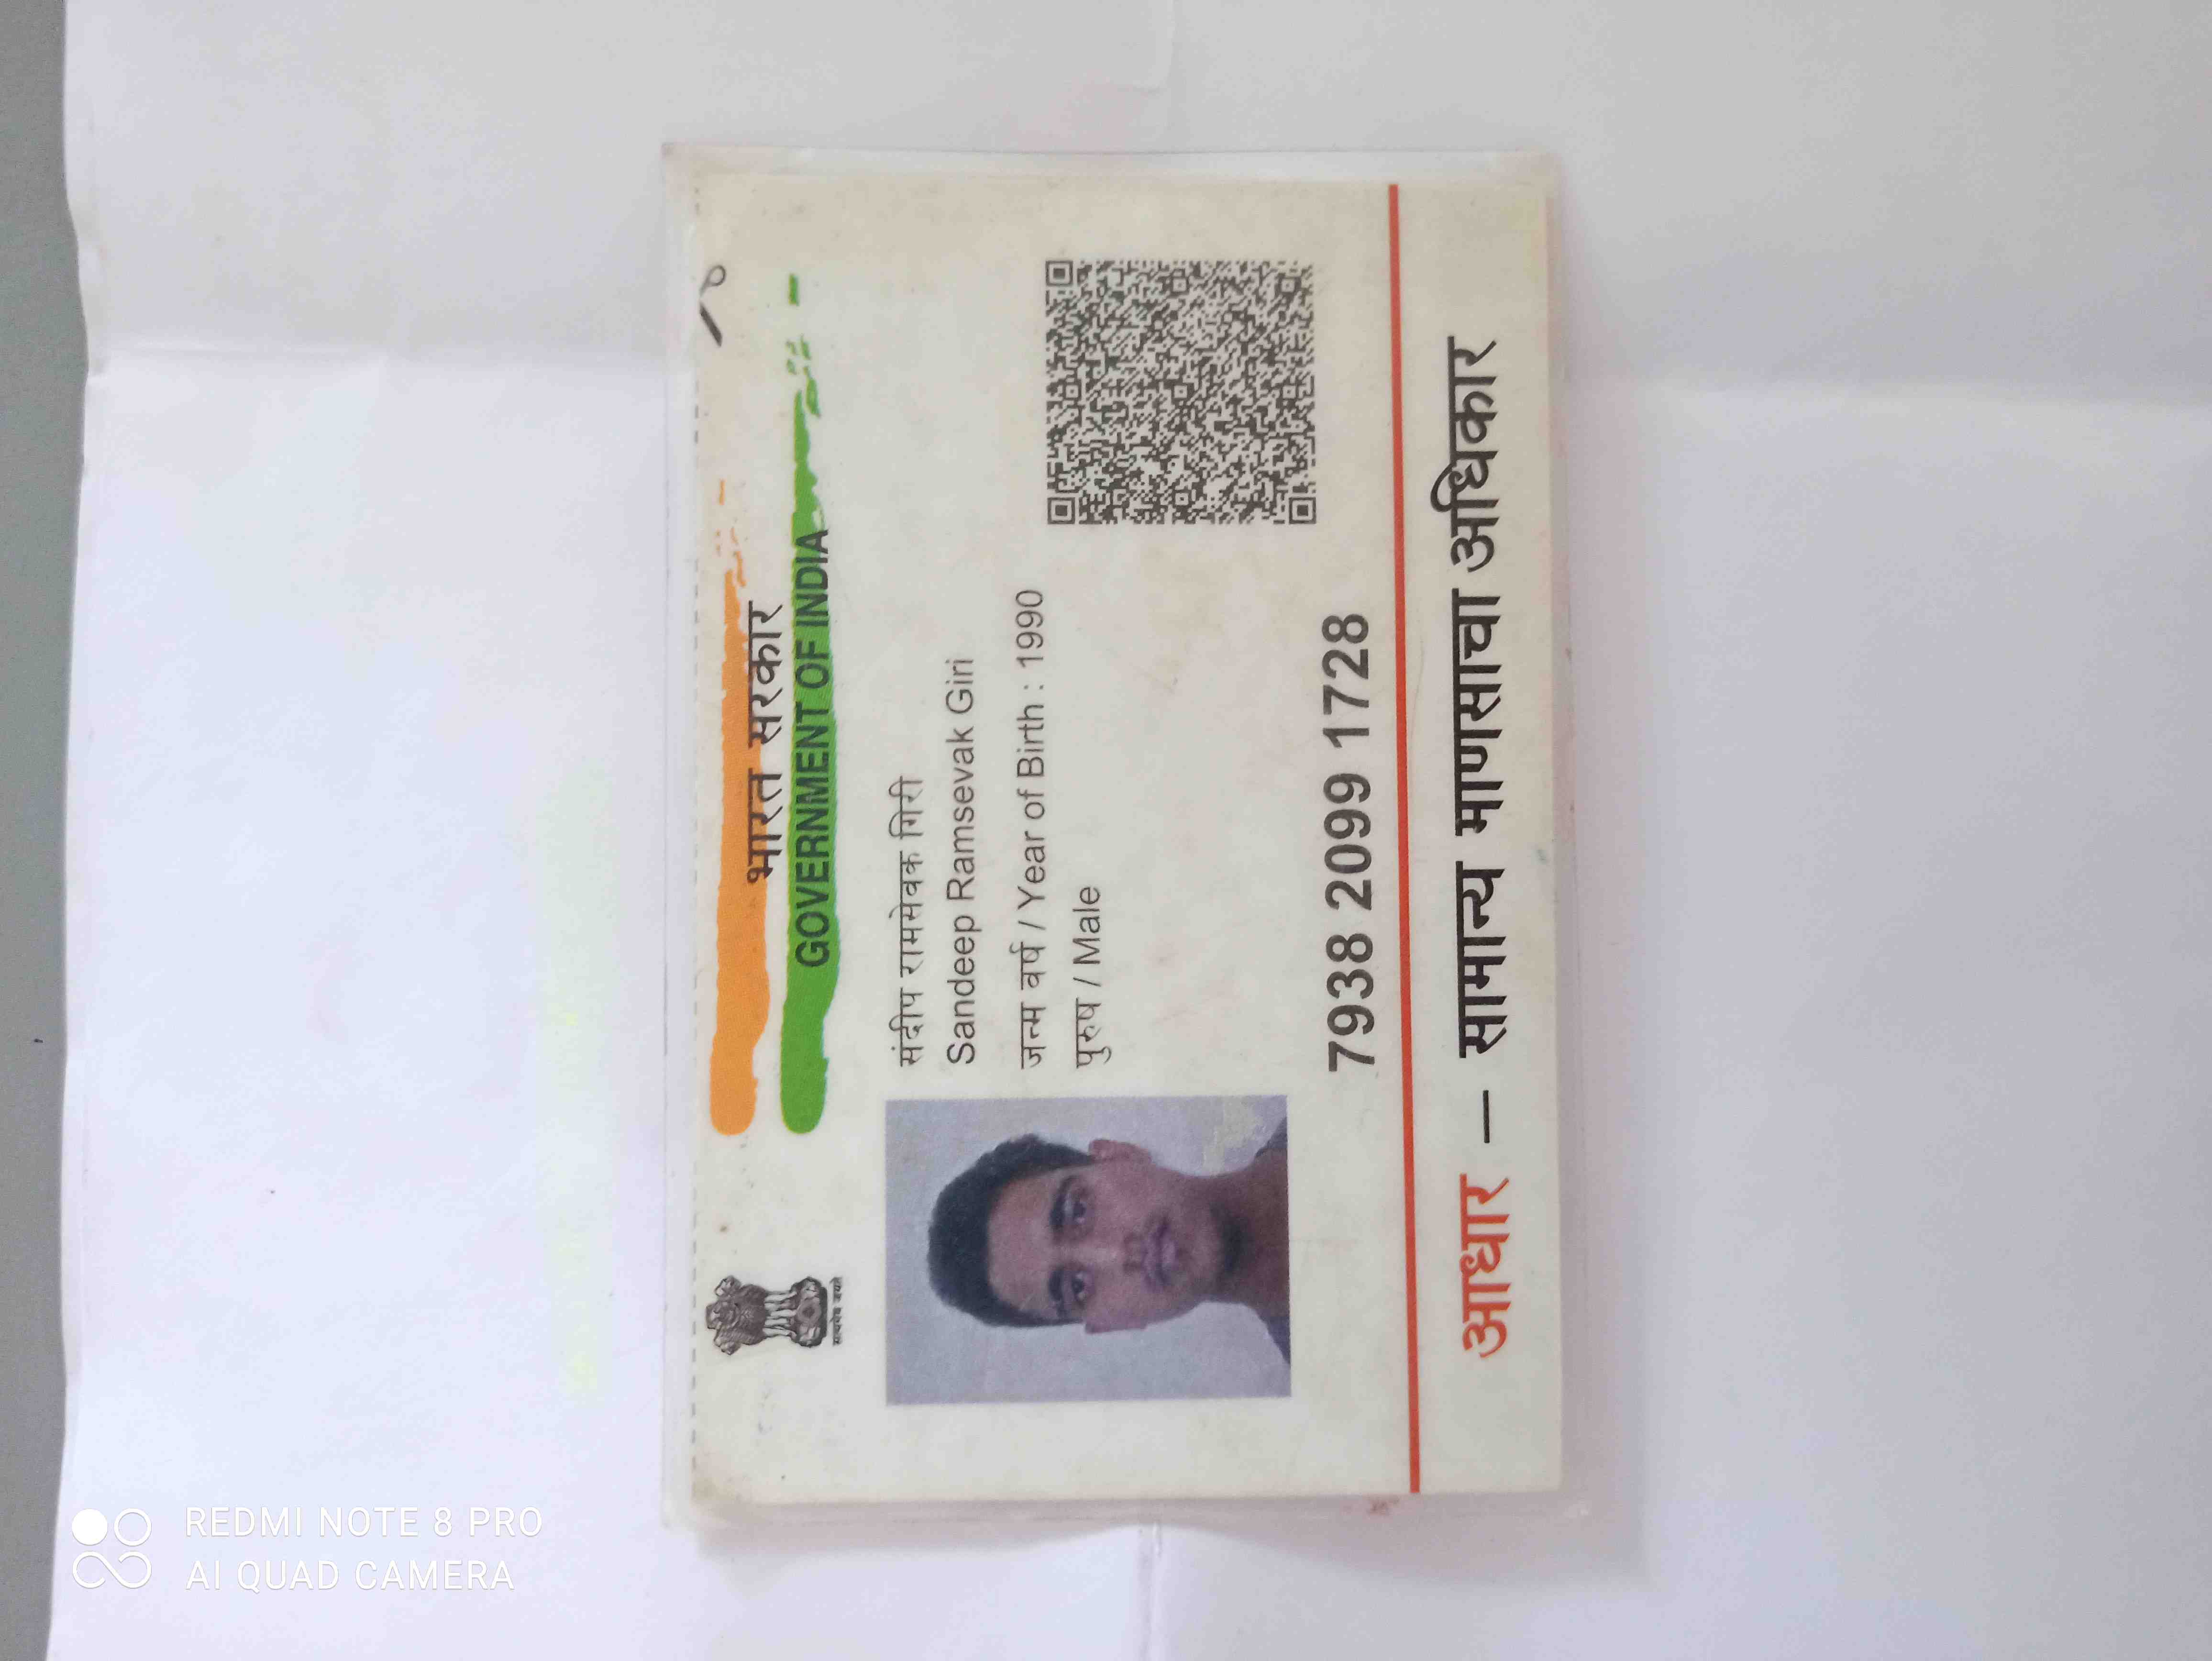 भारत सरकार
GOVERNMENT OF INDIA
संदीप रामसेवक गिरी
Sandeep Ramsevak Giri
जन्म वर्ष / Year of Birth : 1990
पुरुष / Male
7938 2099 1728
आधार – सामान्य माणसाचा अधिकार
सत्यमेव जयते
REDMI NOTE 8 PRO
AI QUAD CAMERA